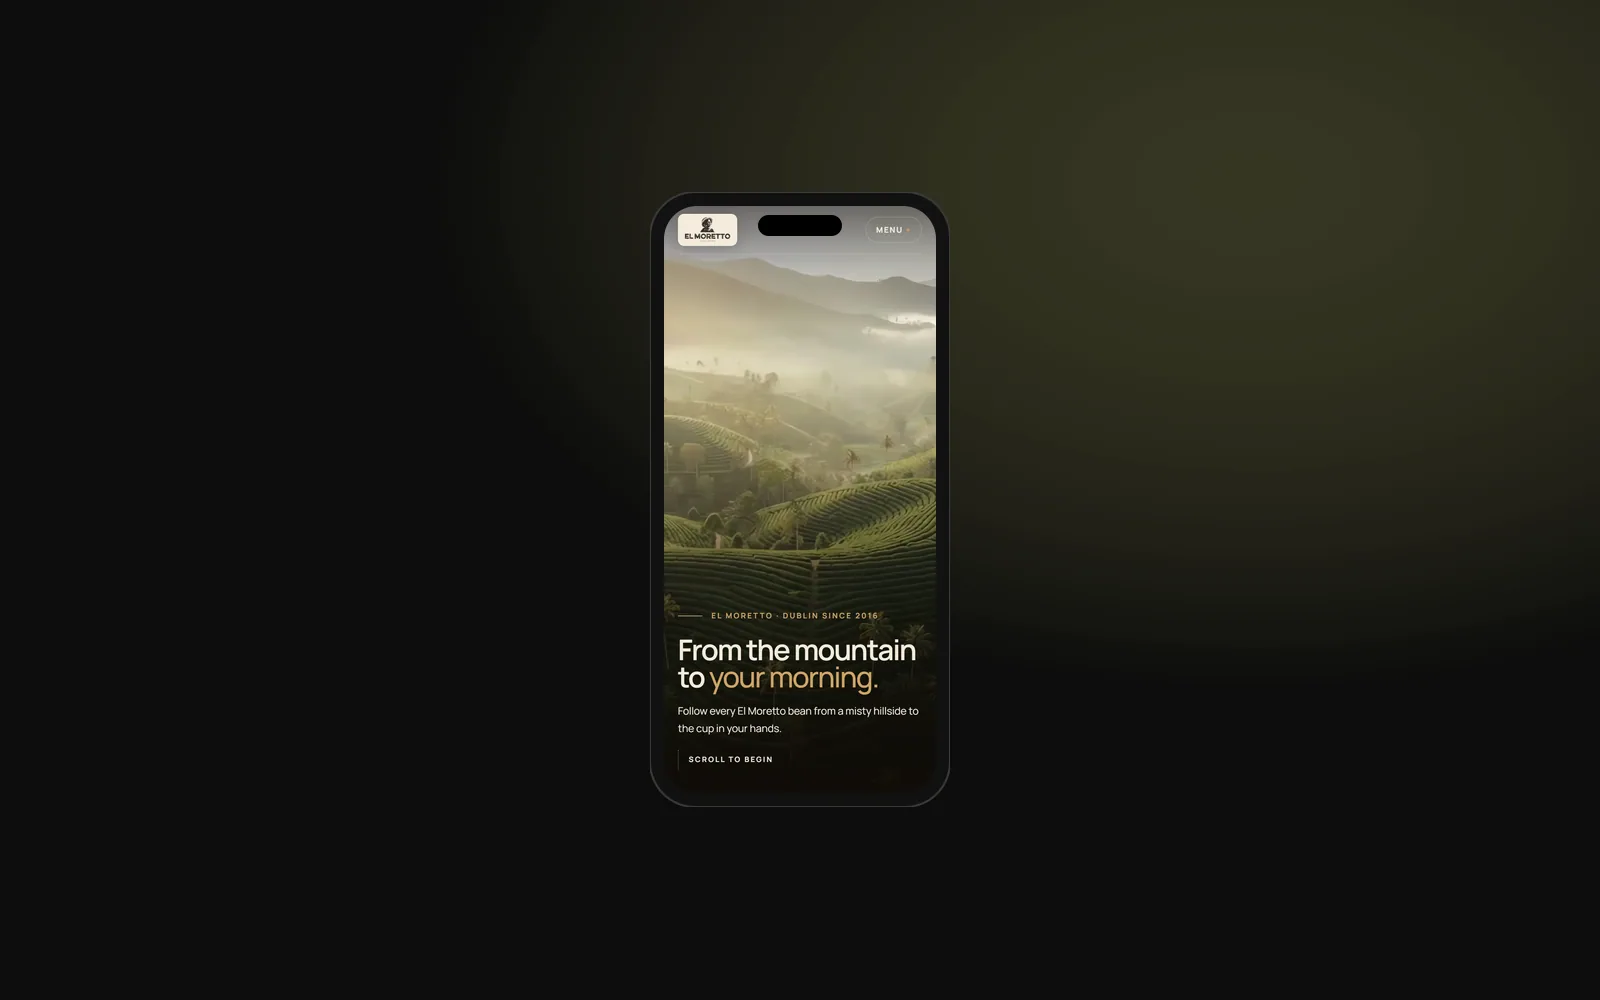 EL MORETTO
MENU
EL MORETTO · DUBLIN SINCE 2016
From the mountain
to your morning.
Follow every El Moretto bean from a misty hillside to
the cup in your hands.
SCROLL TO BEGIN